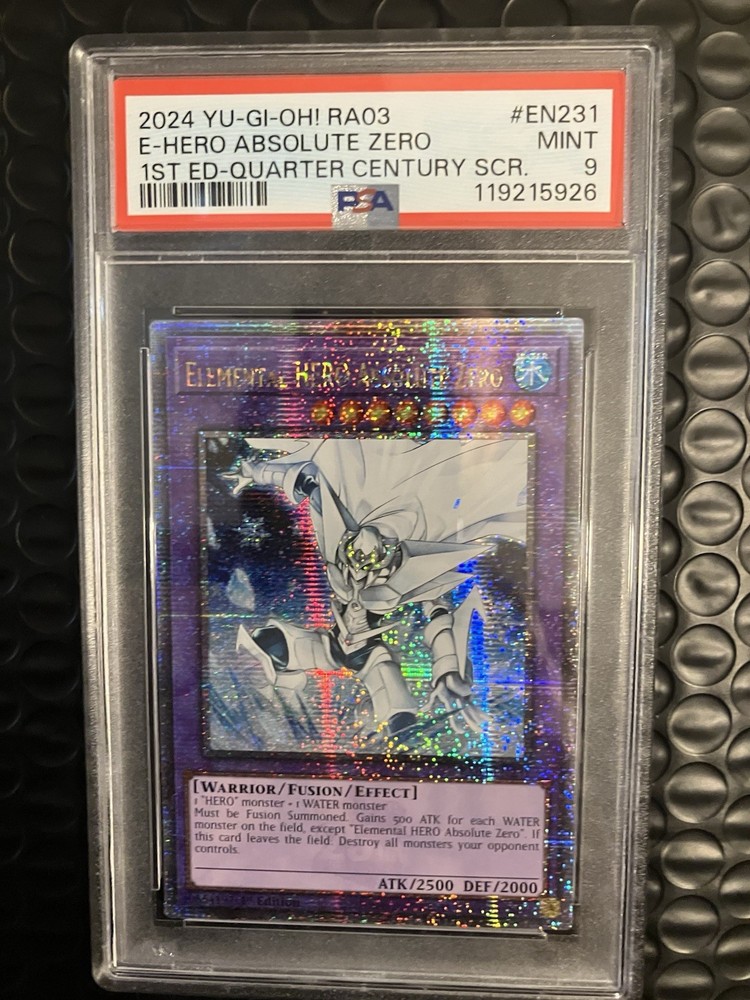 2024 YU-GI-OH! RA03 #EN231
E-HERO ABSOLUTE ZERO MINT
1ST ED-QUARTER CENTURY SCR. 9
PSA 119215926
ELEMENTAL HERO ABSOLUTE ZERO
WATER
[WARRIOR/FUSION/EFFECT]
1 "HERO" monster + 1 WATER monster
Must be Fusion Summoned. Gains 500 ATK for each WATER
monster on the field, except "Elemental HERO Absolute Zero". If
this card leaves the field: Destroy all monsters your opponent
controls.
ATK/2500 DEF/2000
Edition